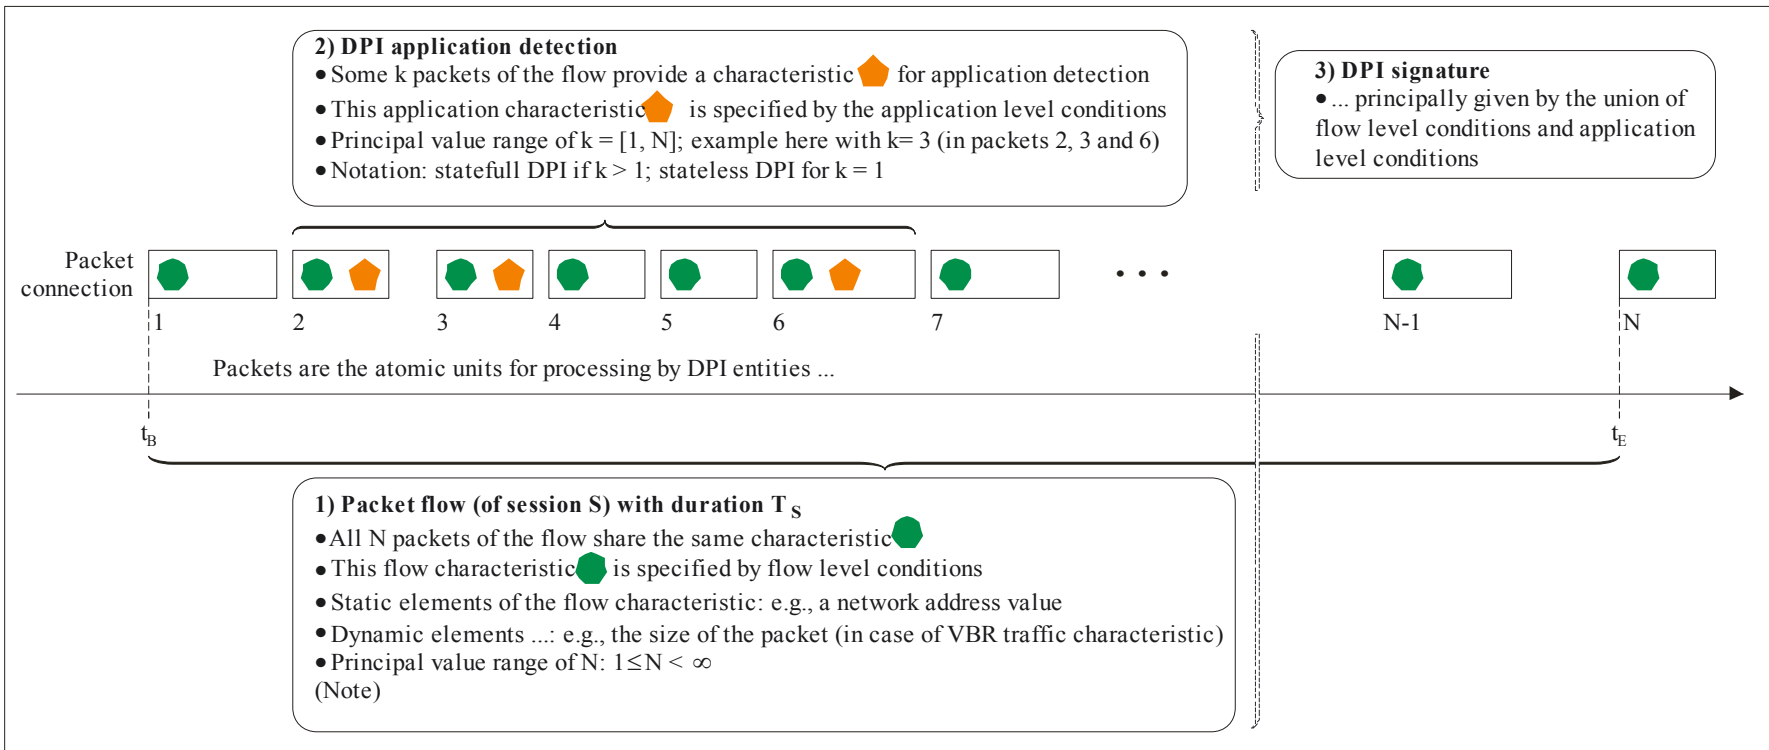 2) DPI application detection
• Some k packets of the flow provide a characteristic for application detection
• This application characteristic is specified by the application level conditions
• Principal value range of k = [1, N]; example here with k= 3 (in packets 2, 3 and 6)
• Notation: statefull DPI if k > 1; stateless DPI for k = 1
3) DPI signature
• ... principally given by the union of
flow level conditions and application
level conditions
Packet
connection
1 2 3 4 5 6 7 • • • N-1 N
Packets are the atomic units for processing by DPI entities ...
t_B t_E
1) Packet flow (of session S) with duration T_S
• All N packets of the flow share the same characteristic
• This flow characteristic is specified by flow level conditions
• Static elements of the flow characteristic: e.g., a network address value
• Dynamic elements ...: e.g., the size of the packet (in case of VBR traffic characteristic)
• Principal value range of N: 1≤N < ∞
(Note)